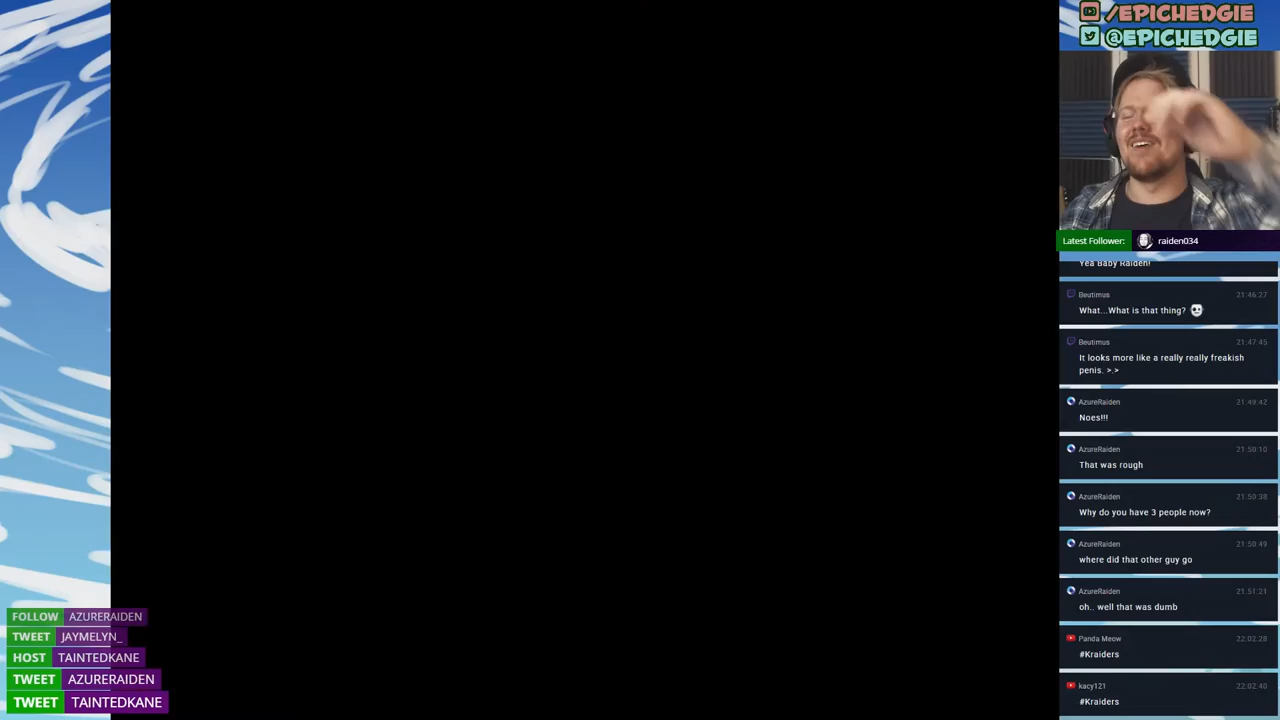 /EPICHEDGIE
@EPICHEDGIE
Latest Follower: raiden034
Yea Baby Raiden!
Beutimus 21:46:27
What...What is that thing?
Beutimus 21:47:45
It looks more like a really really freakish
penis. >.>
AzureRaiden 21:49:42
Noes!!!
AzureRaiden 21:50:10
That was rough
AzureRaiden 21:50:38
Why do you have 3 people now?
AzureRaiden 21:50:49
where did that other guy go
AzureRaiden 21:51:21
oh.. well that was dumb
Panda Meow 22:02:28
#Kraiders
kacy121 22:02:40
#Kraiders
FOLLOW AZURERAIDEN
TWEET JAYMELYN_
HOST TAINTEDKANE
TWEET AZURERAIDEN
TWEET TAINTEDKANE